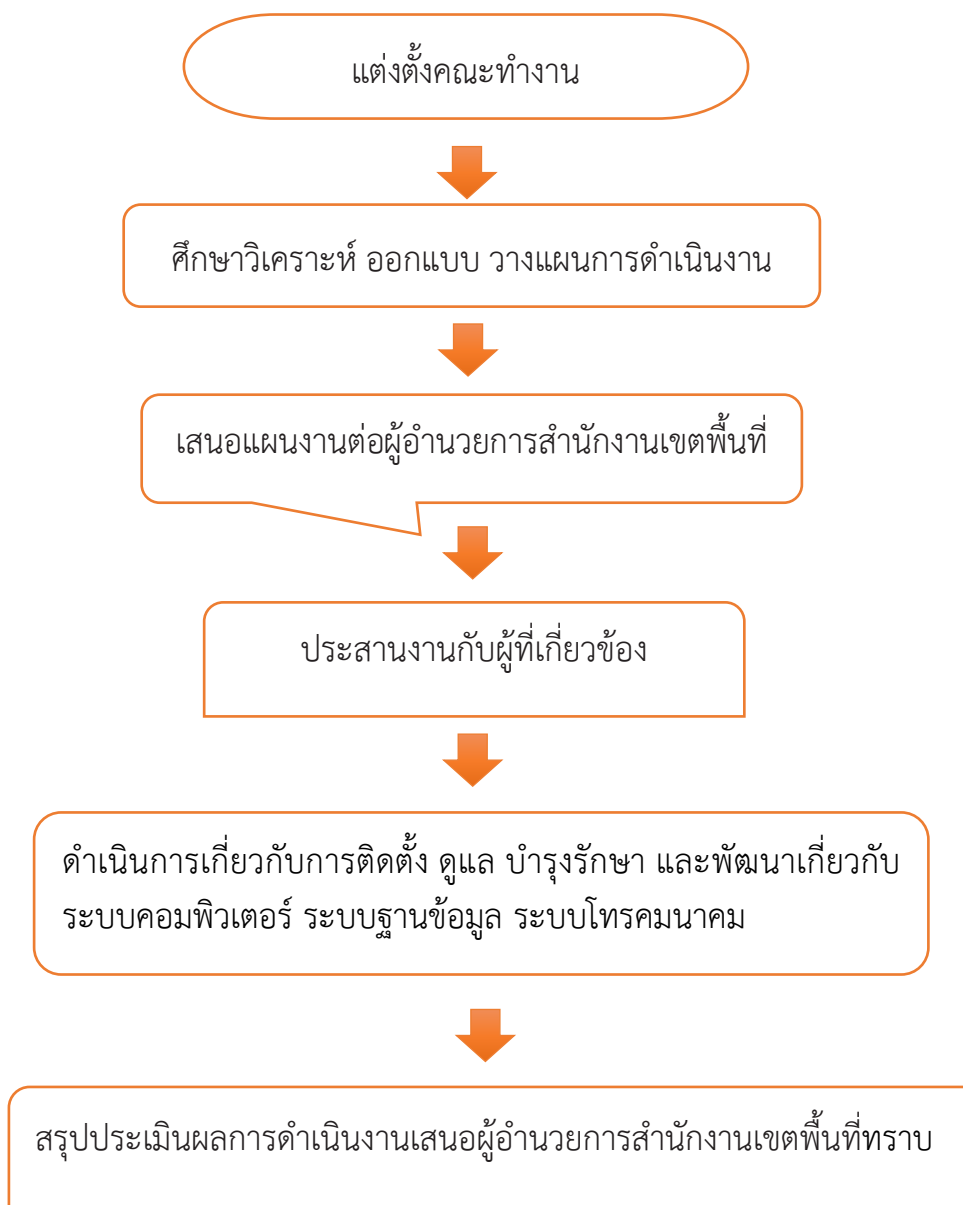 แต่งตั้งคณะทำงาน
ศึกษาวิเคราะห์ ออกแบบ วางแผนการดำเนินงาน
เสนอแผนงานต่อผู้อำนวยการสำนักงานเขตพื้นที่
ประสานงานกับผู้ที่เกี่ยวข้อง
ดำเนินการเกี่ยวกับการติดตั้ง ดูแล บำรุงรักษา และพัฒนาเกี่ยวกับ
ระบบคอมพิวเตอร์ ระบบฐานข้อมูล ระบบโทรคมนาคม
สรุปประเมินผลการดำเนินงานเสนอผู้อำนวยการสำนักงานเขตพื้นที่ทราบ